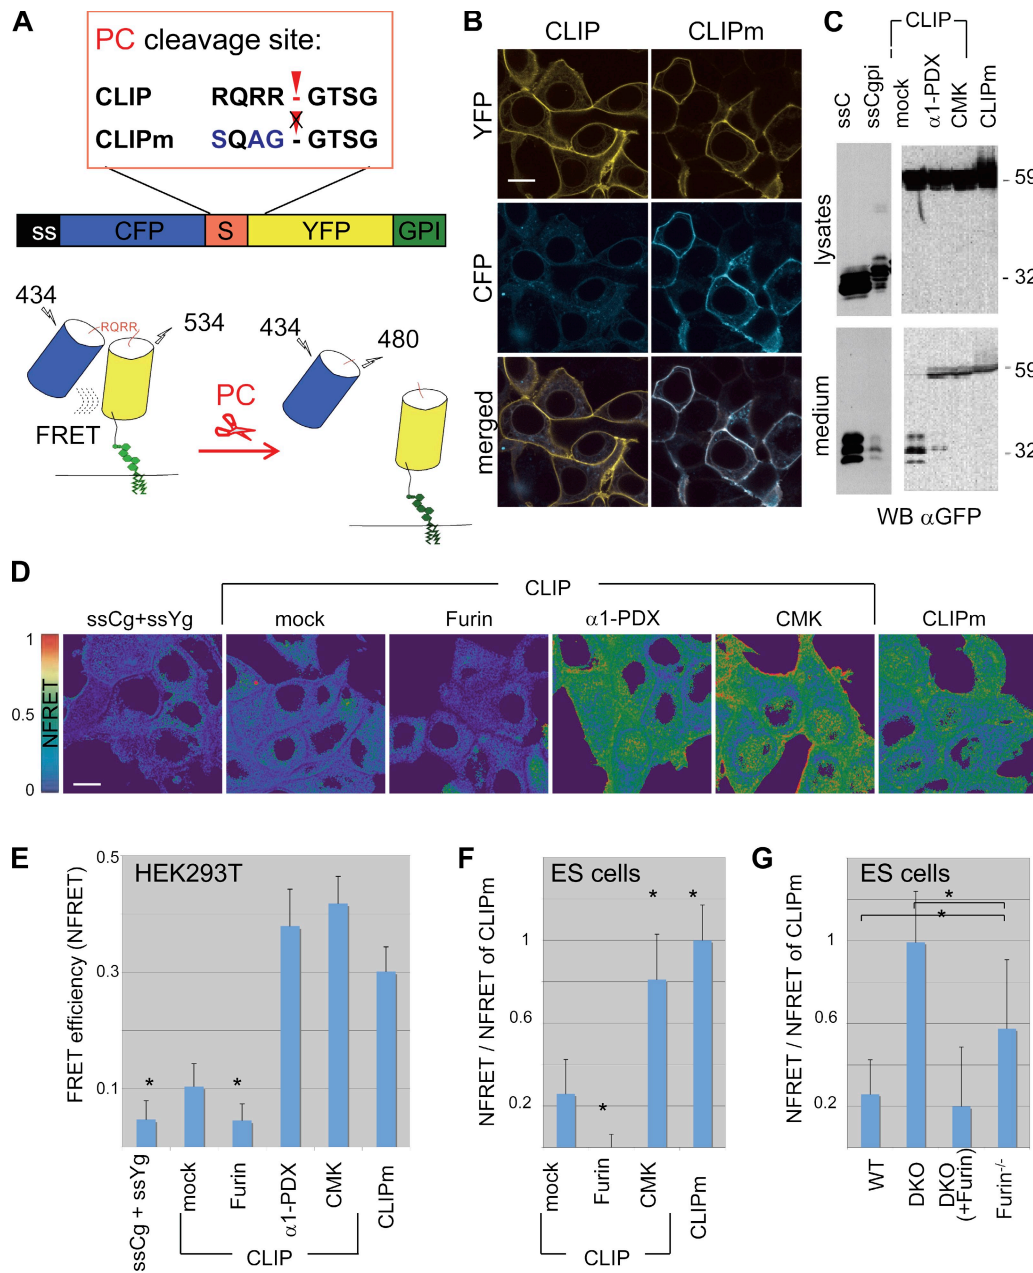 A
PC cleavage site:
CLIP RQRR - GTSG
CLIPm SQAG - GTSG
ss CFP S YFP GPI
434
RQRR
534
FRET
PC
434
480
B
CLIP CLIPm
YFP
CFP
merged
C
CLIP
ssC
ssCgpi
mock
α1-PDX
CMK
CLIPm
lysates
- 59
- 32
medium
- 59
- 32
WB αGFP
D
CLIP
ssCg+ssYg mock Furin α1-PDX CMK CLIPm
1
0.5
0
NFRET
E
HEK293T
FRET efficiency (NFRET)
0.5
0.3
0.1
* *
ssCg + ssYg
mock
Furin
α1-PDX
CMK
CLIPm
CLIP
F
ES cells
NFRET / NFRET of CLIPm
1
0.6
0.2
* * *
mock
Furin
CMK
CLIPm
CLIP
G
ES cells
NFRET / NFRET of CLIPm
1
0.6
0.2
*
*
WT
DKO
DKO
(+Furin)
Furin-/-